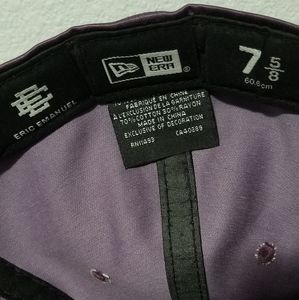 EE
ERIC EMANUEL
NEW
ERA
7 5/8
60.6cm
FABRIQUÉ EN CHINE
A L'EXCLUSION DE LA GARNITURE
70%COTTON 30%RAYON
MADE IN CHINA
EXCLUSIVE OF DECORATION
RN11493 CA40889